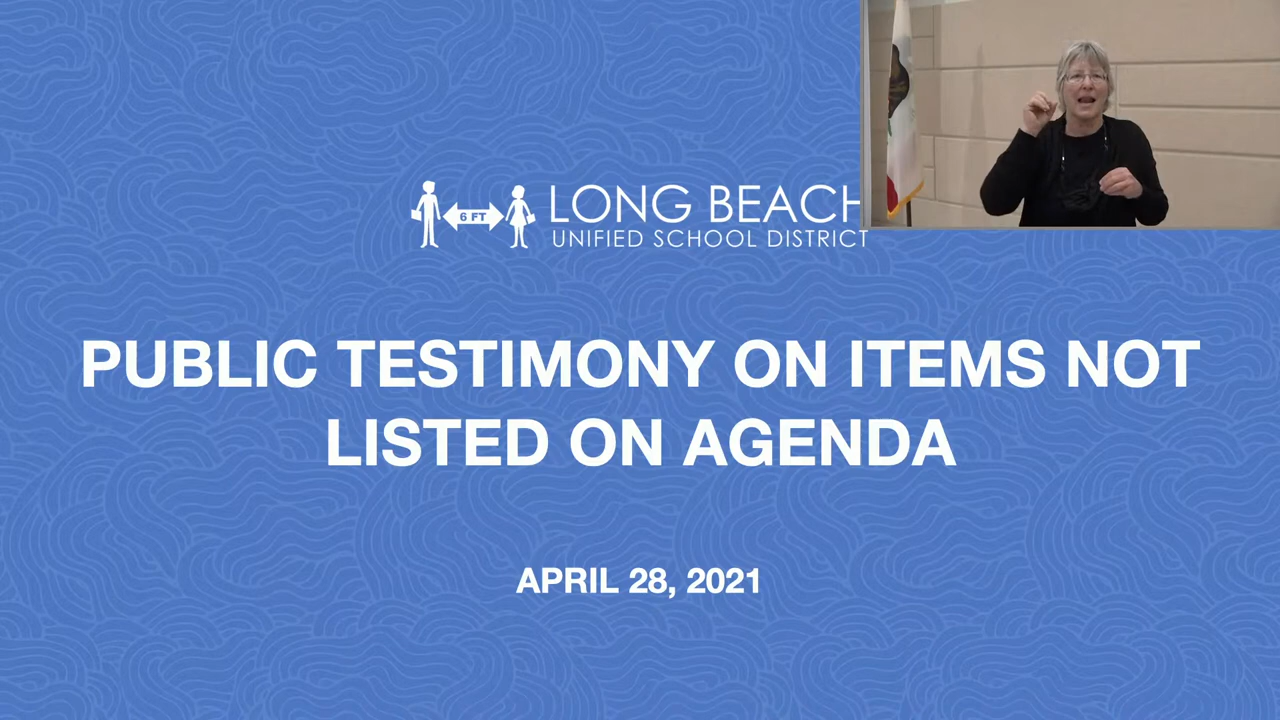 6 FT
LONG BEACH
UNIFIED SCHOOL DISTRICT
PUBLIC TESTIMONY ON ITEMS NOT
LISTED ON AGENDA
APRIL 28, 2021